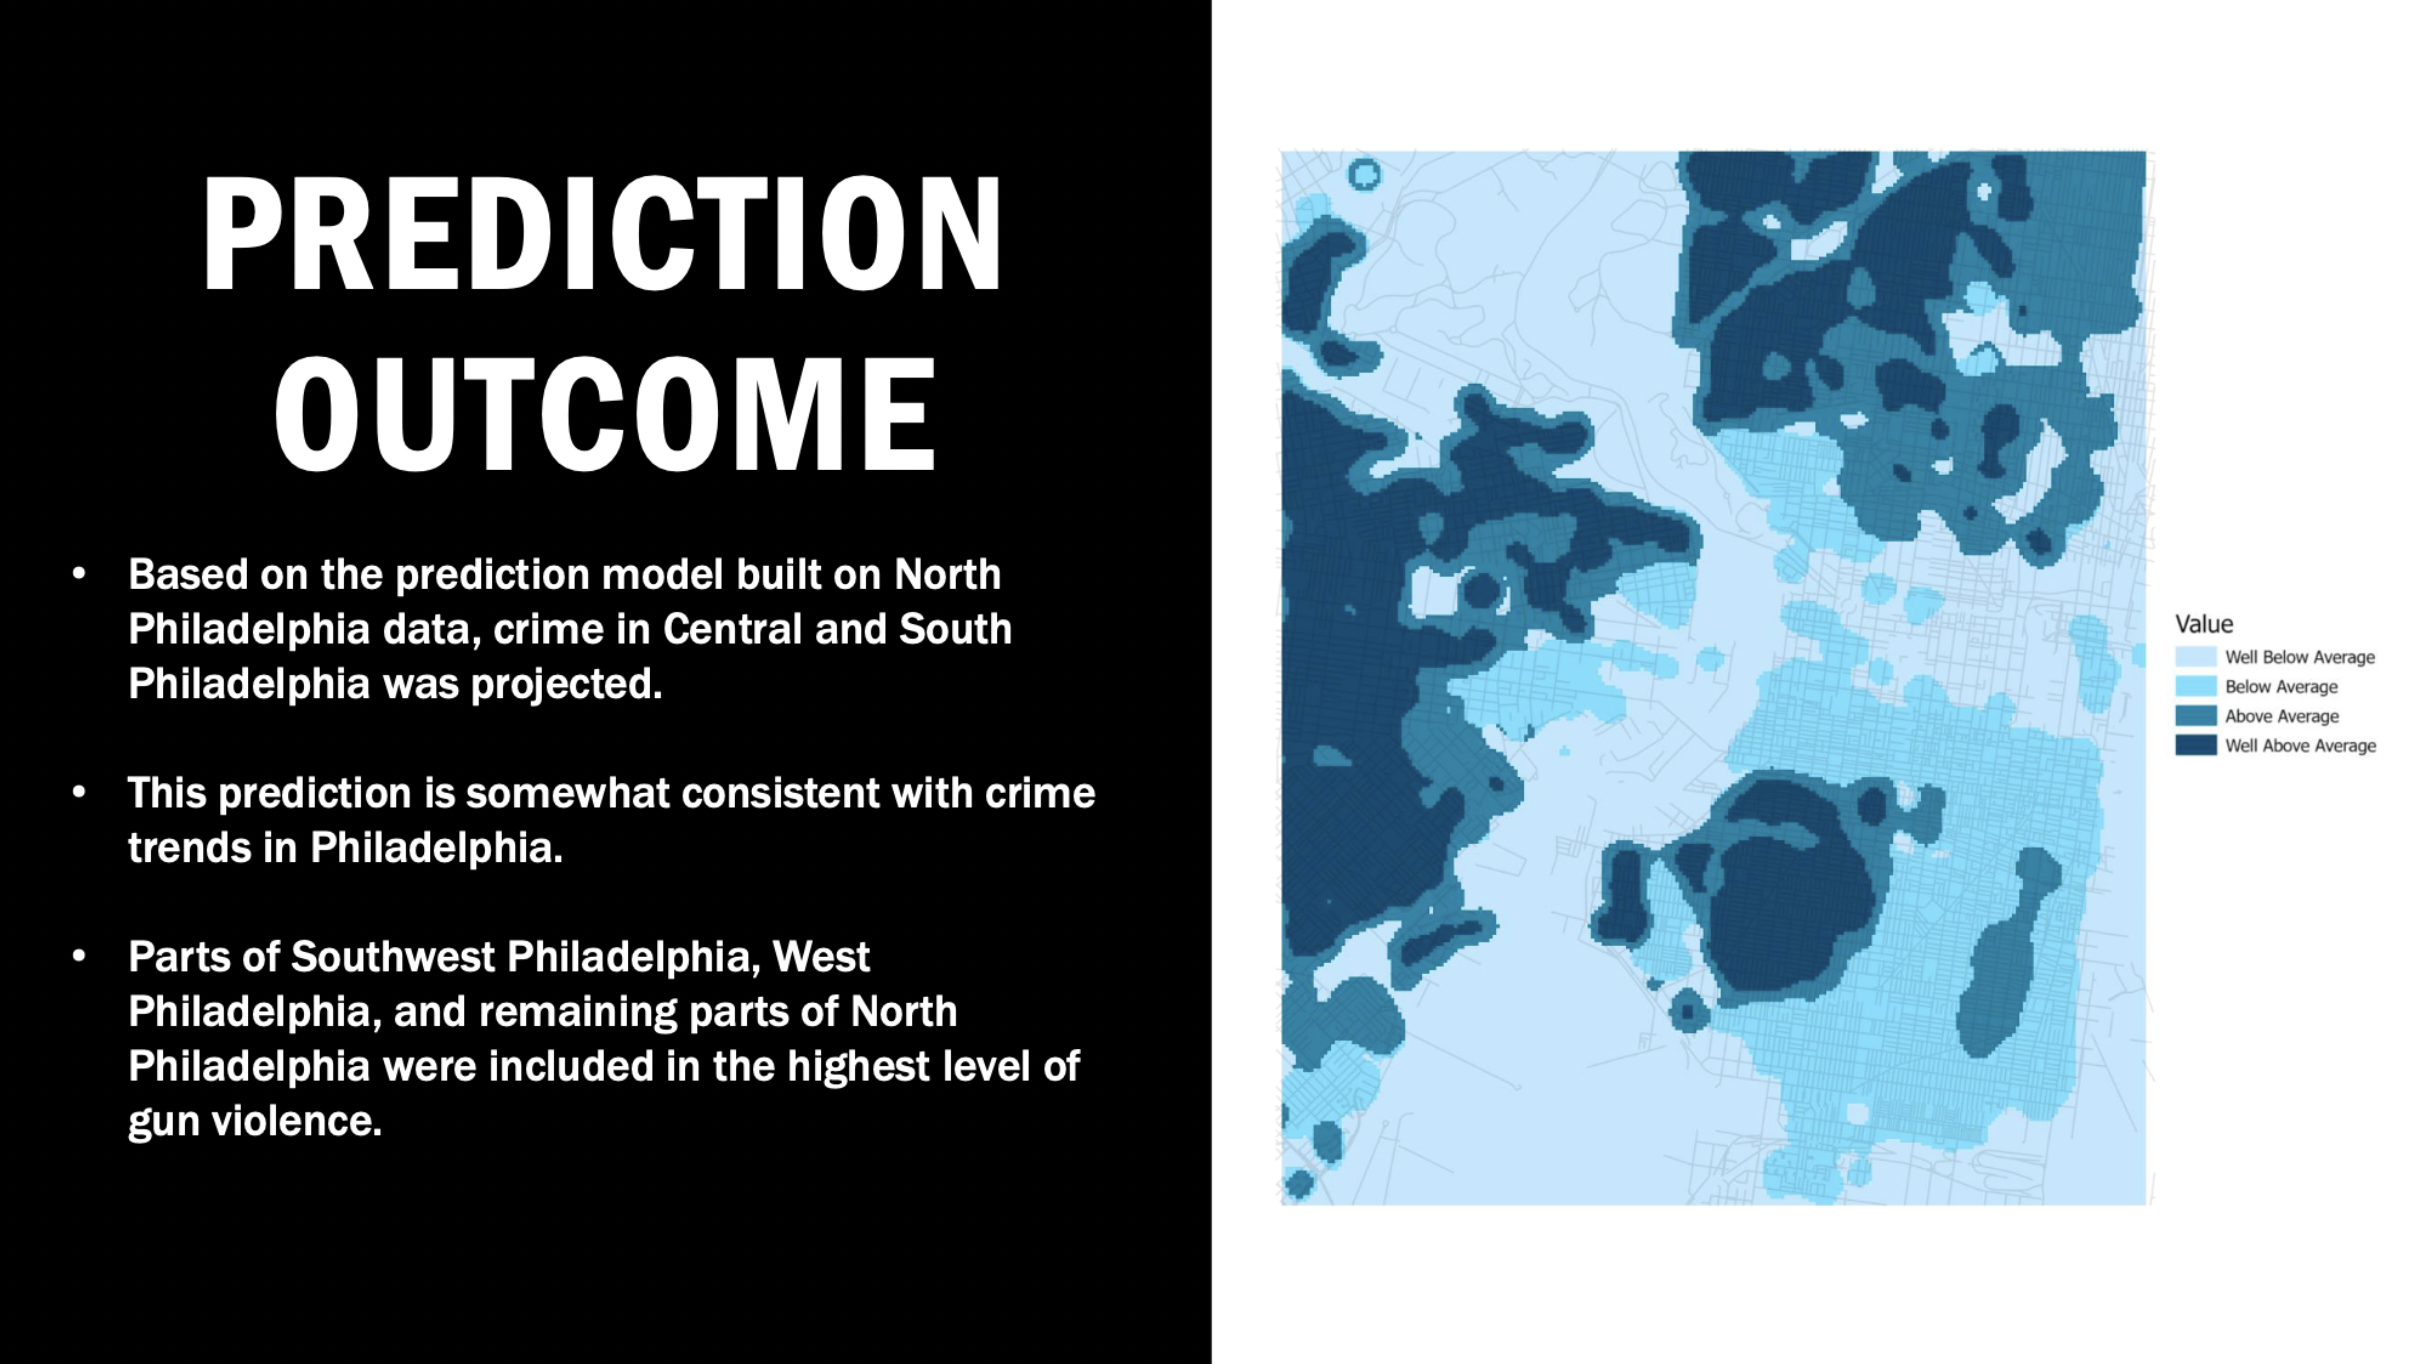 PREDICTION
OUTCOME
• Based on the prediction model built on North
Philadelphia data, crime in Central and South
Philadelphia was projected.
• This prediction is somewhat consistent with crime
trends in Philadelphia.
• Parts of Southwest Philadelphia, West
Philadelphia, and remaining parts of North
Philadelphia were included in the highest level of
gun violence.
Value
Well Below Average
Below Average
Above Average
Well Above Average